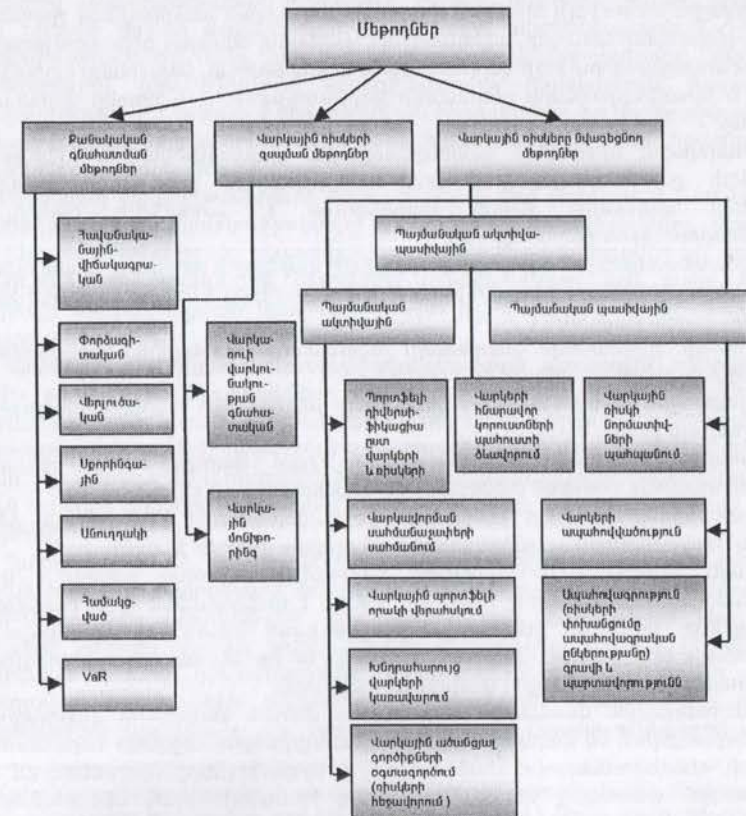 Մեթոդներ
Քանակական
գնահատման
մեթոդներ
Վարկային ռիսկերի
զսպման մեթոդներ
Վարկային ռիսկերը նվազեցնող
մեթոդներ
Հավանակա-
նային-
վիճակագրա-
կան
Փորձագի-
տական
Վերլուծա-
կան
Սքորինգա-
յին
Անուղղակի
Համակց-
ված
VaR
Վարկա-
ռուի
վարկու-
նակու-
թյան
գնահա-
տական
Վարկա-
յին
մոնիթո-
րինգ
Պայմանական ակտիվա-
պասիվային
Պայմանական
ակտիվային
Պայմանական պասիվային
Պորտֆելի
դիվերսի-
ֆիկացիա
ըստ
վարկերի
և ռիսկերի
Վարկերի
հնարավոր
կորուստների
պահուստի
ձևավորում
Վարկային
ռիսկի
նորմատիվ-
ների
պահպանում
Վարկավորման
սահմանաչափերի
սահմանում
Վարկերի
ապահովվածություն
Վարկային պորտֆելի
որակի վերահսկում
Ապահովագրություն
(ռիսկերի
փոխանցումը
ապահովագրական
ընկերությանը)
գրավի և
պարտավորությունն
Խնդրահարույց
վարկերի
կառավարում
Վարկային ածանցյալ
գործիքների
օգտագործում
(ռիսկերի
հեջավորում )